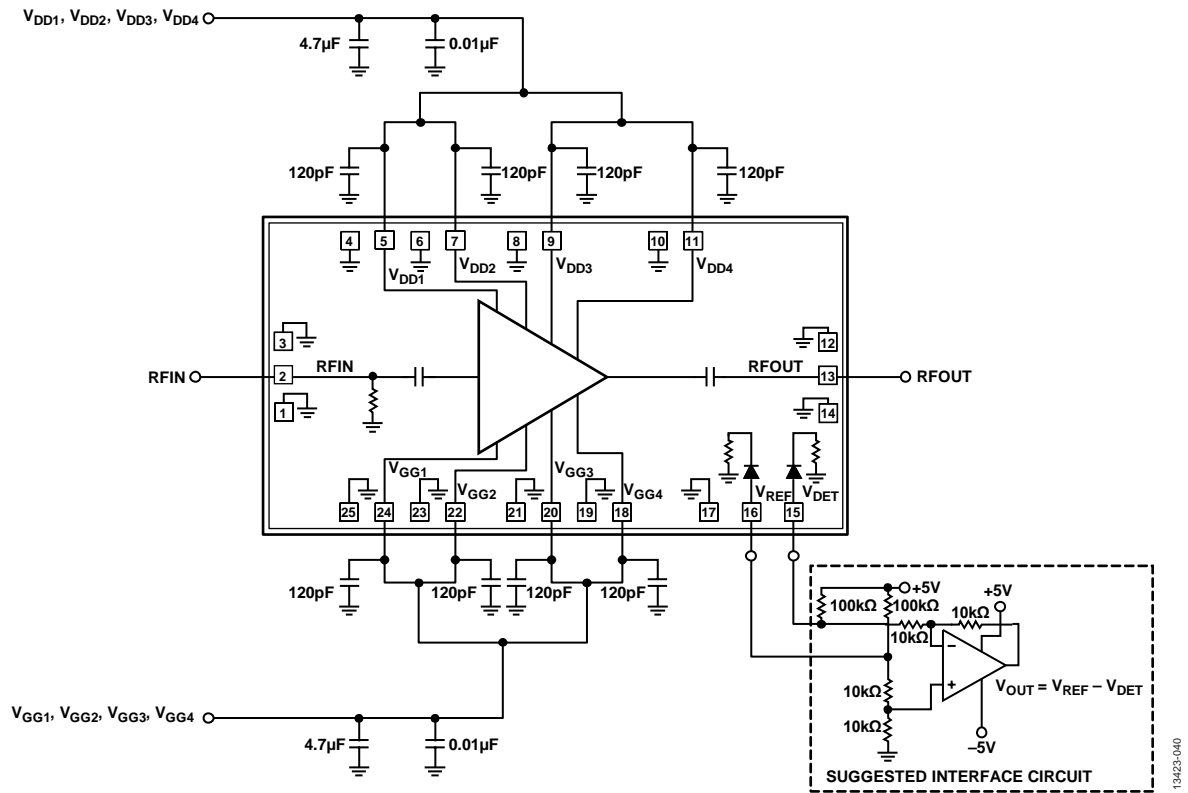 VDD1, VDD2, VDD3, VDD4
4.7µF
0.01µF
120pF
120pF
120pF
120pF
4
5
6
7
8
9
10
11
VDD1
VDD2
VDD3
VDD4
3
12
RFIN
2
RFIN
RFOUT
13
RFOUT
1
14
VGG1
VGG2
VGG3
VGG4
VREF
VDET
25
24
23
22
21
20
19
18
17
16
15
120pF
120pF
120pF
120pF
+5V
+5V
100kΩ
100kΩ
10kΩ
10kΩ
–
+
10kΩ
VOUT = VREF – VDET
10kΩ
–5V
SUGGESTED INTERFACE CIRCUIT
VGG1, VGG2, VGG3, VGG4
4.7µF
0.01µF
13423-040